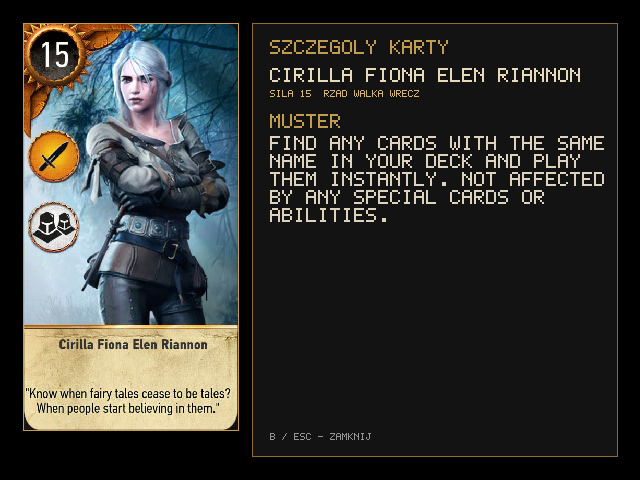 15
Cirilla Fiona Elen Riannon
"Know when fairy tales cease to be tales?
When people start believing in them."
SZCZEGOLY KARTY
CIRILLA FIONA ELEN RIANNON
SILA 15 RZAD WALKA WRECZ
MUSTER
FIND ANY CARDS WITH THE SAME
NAME IN YOUR DECK AND PLAY
THEM INSTANTLY. NOT AFFECTED
BY ANY SPECIAL CARDS OR
ABILITIES.
B / ESC - ZAMKNIJ